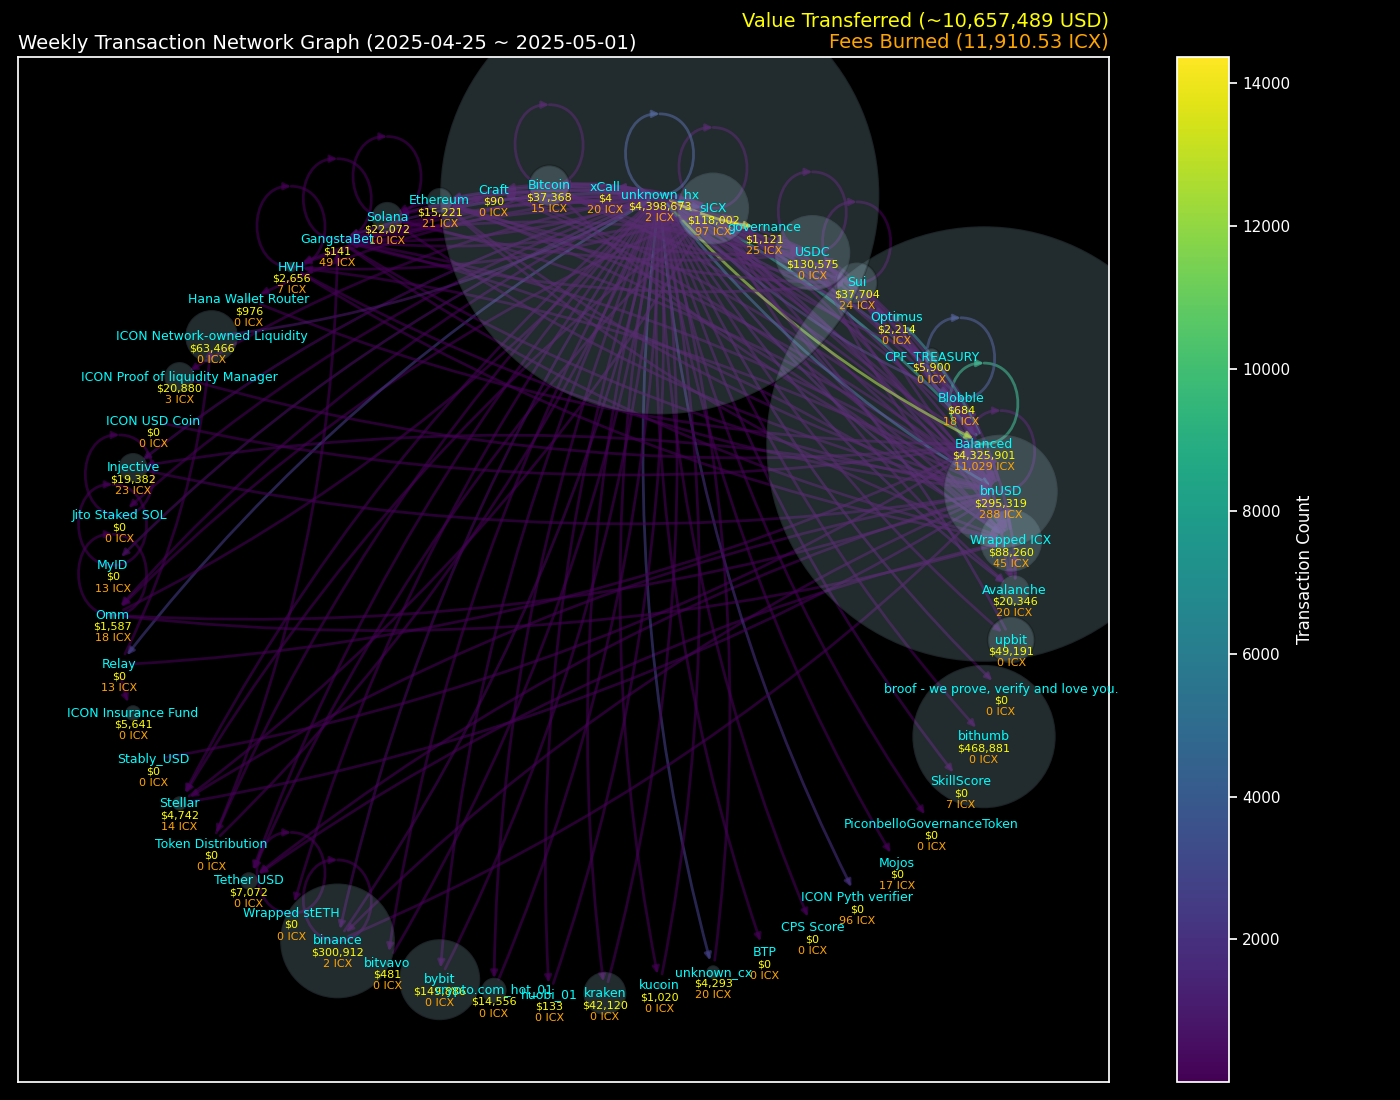 Value Transferred (~10,657,489 USD)
Weekly Transaction Network Graph (2025-04-25 ~ 2025-05-01)
Fees Burned (11,910.53 ICX)
Bitcoin
$37,368
15 ICX
xCall
$4
20 ICX
unknown_hx
$4,398,673
2 ICX
sICX
$118,002
97 ICX
governance
$1,121
25 ICX
USDC
$130,575
0 ICX
Sui
$37,704
24 ICX
Optimus
$2,214
0 ICX
CPF_TREASURY
$5,900
0 ICX
Blobble
$684
18 ICX
Balanced
$4,325,901
11,029 ICX
bnUSD
$295,319
288 ICX
Wrapped ICX
$88,260
45 ICX
Avalanche
$20,346
20 ICX
upbit
$49,191
0 ICX
broof - we prove, verify and love you.
$0
0 ICX
bithumb
$468,881
0 ICX
SkillScore
$0
7 ICX
PiconbelloGovernanceToken
$0
0 ICX
Mojos
$0
17 ICX
ICON Pyth verifier
$0
96 ICX
CPS Score
$0
0 ICX
BTP
$0
0 ICX
unknown_cx
$4,293
20 ICX
kucoin
$1,020
0 ICX
kraken
$42,120
0 ICX
huobi_01
$133
0 ICX
crypto.com_hot_01
$14,556
0 ICX
bybit
0 ICX
bitvavo
$481
0 ICX
binance
$300,912
2 ICX
Wrapped stETH
$0
0 ICX
Tether USD
$7,072
0 ICX
Token Distribution
$0
0 ICX
Stellar
$4,742
14 ICX
Stably_USD
$0
0 ICX
ICON Insurance Fund
$5,641
0 ICX
Relay
$0
13 ICX
Omm
$1,587
18 ICX
MyID
$0
13 ICX
Jito Staked SOL
$0
0 ICX
Injective
$19,382
23 ICX
ICON USD Coin
$0
0 ICX
ICON Proof of liquidity Manager
$20,880
3 ICX
ICON Network-owned Liquidity
$63,466
0 ICX
Hana Wallet Router
$976
0 ICX
HVH
$2,656
7 ICX
GangstaBet
$141
49 ICX
Solana
$22,072
10 ICX
Ethereum
$15,221
21 ICX
Craft
$90
0 ICX
14000
12000
10000
8000
6000
4000
2000
Transaction Count